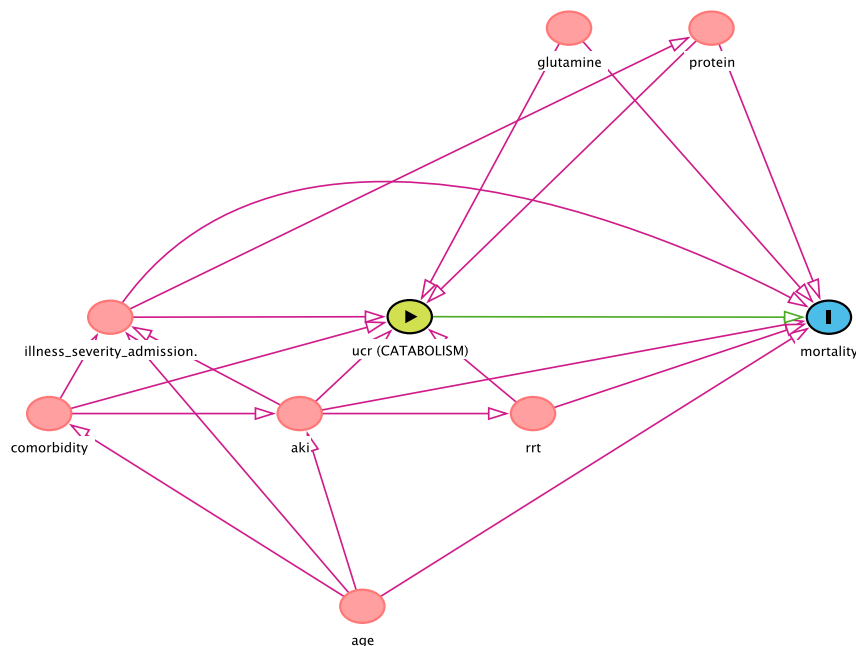 glutamine
protein
illness_severity_admission.
ucr (CATABOLISM)
mortality
comorbidity
aki
rrt
age